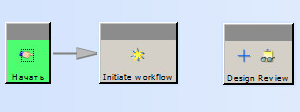 Начать
Initiate workflow
Design Review